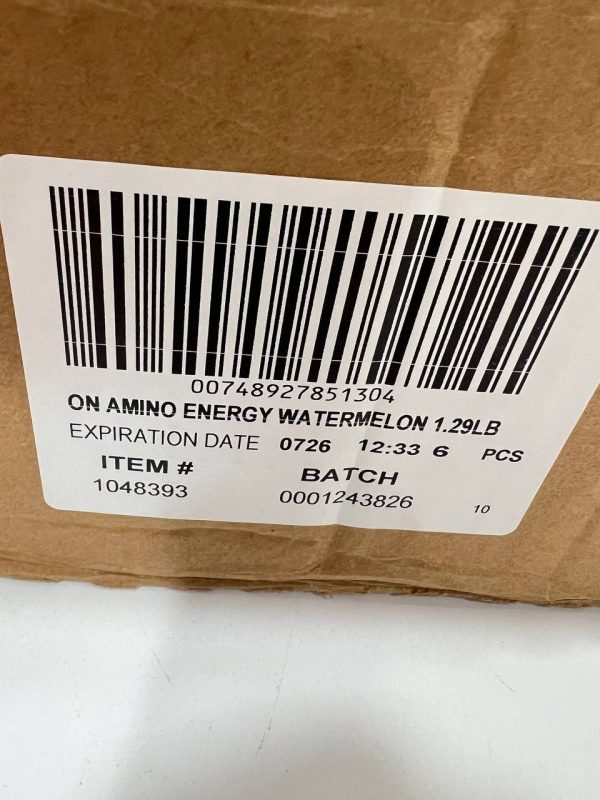 00748927851304
ON AMINO ENERGY WATERMELON 1.29LB
EXPIRATION DATE 0726 12:33 6 PCS
ITEM # BATCH
1048393 0001243826 10